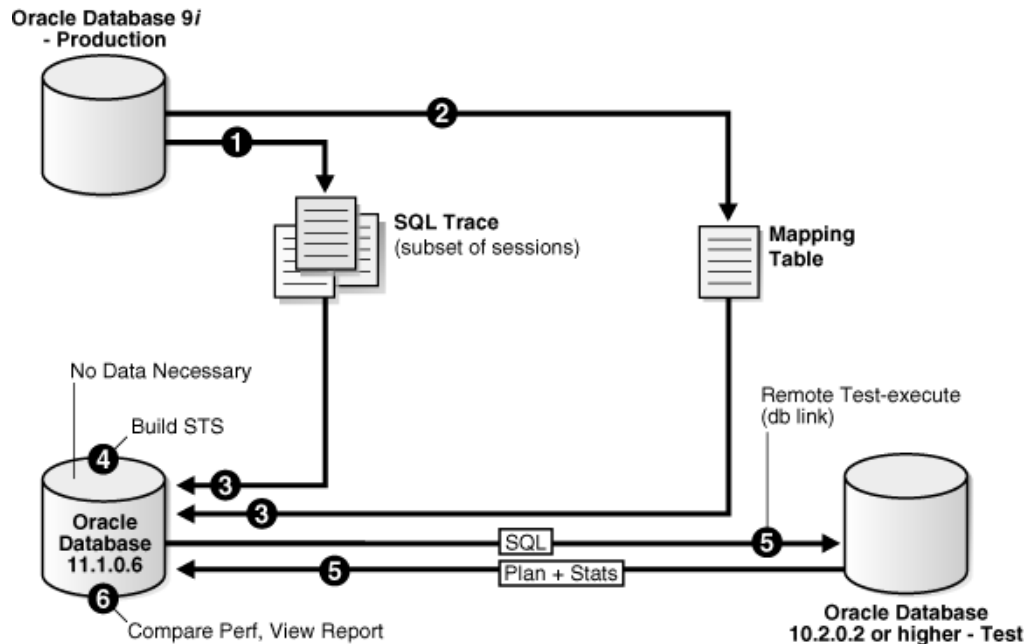 Oracle Database 9i
- Production
2
1
SQL Trace
(subset of sessions)
Mapping
Table
No Data Necessary
Build STS
4
Remote Test-execute
(db link)
3
3
Oracle
Database
11.1.0.6
SQL
5
5
Plan + Stats
6
Compare Perf, View Report
Oracle Database
10.2.0.2 or higher - Test